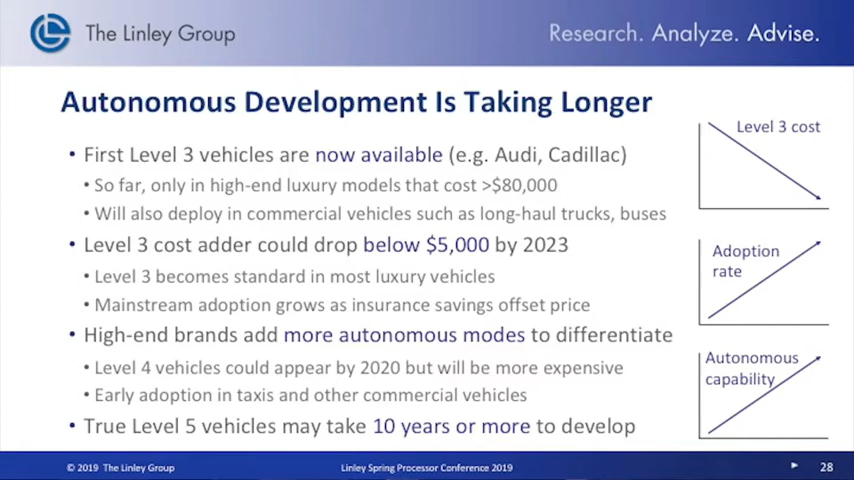 The Linley Group
Research. Analyze. Advise.
Autonomous Development Is Taking Longer
• First Level 3 vehicles are now available (e.g. Audi, Cadillac)
• So far, only in high-end luxury models that cost >$80,000
• Will also deploy in commercial vehicles such as long-haul trucks, buses
• Level 3 cost adder could drop below $5,000 by 2023
• Level 3 becomes standard in most luxury vehicles
• Mainstream adoption grows as insurance savings offset price
• High-end brands add more autonomous modes to differentiate
• Level 4 vehicles could appear by 2020 but will be more expensive
• Early adoption in taxis and other commercial vehicles
• True Level 5 vehicles may take 10 years or more to develop
Level 3 cost
Adoption
rate
Autonomous
capability
© 2019 The Linley Group
Linley Spring Processor Conference 2019
28